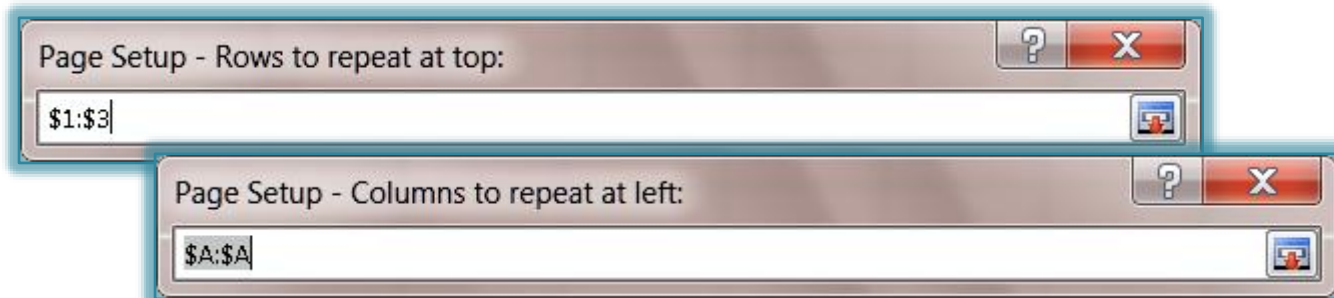 Page Setup - Rows to repeat at top:
$1:$3
Page Setup - Columns to repeat at left:
$A:$A